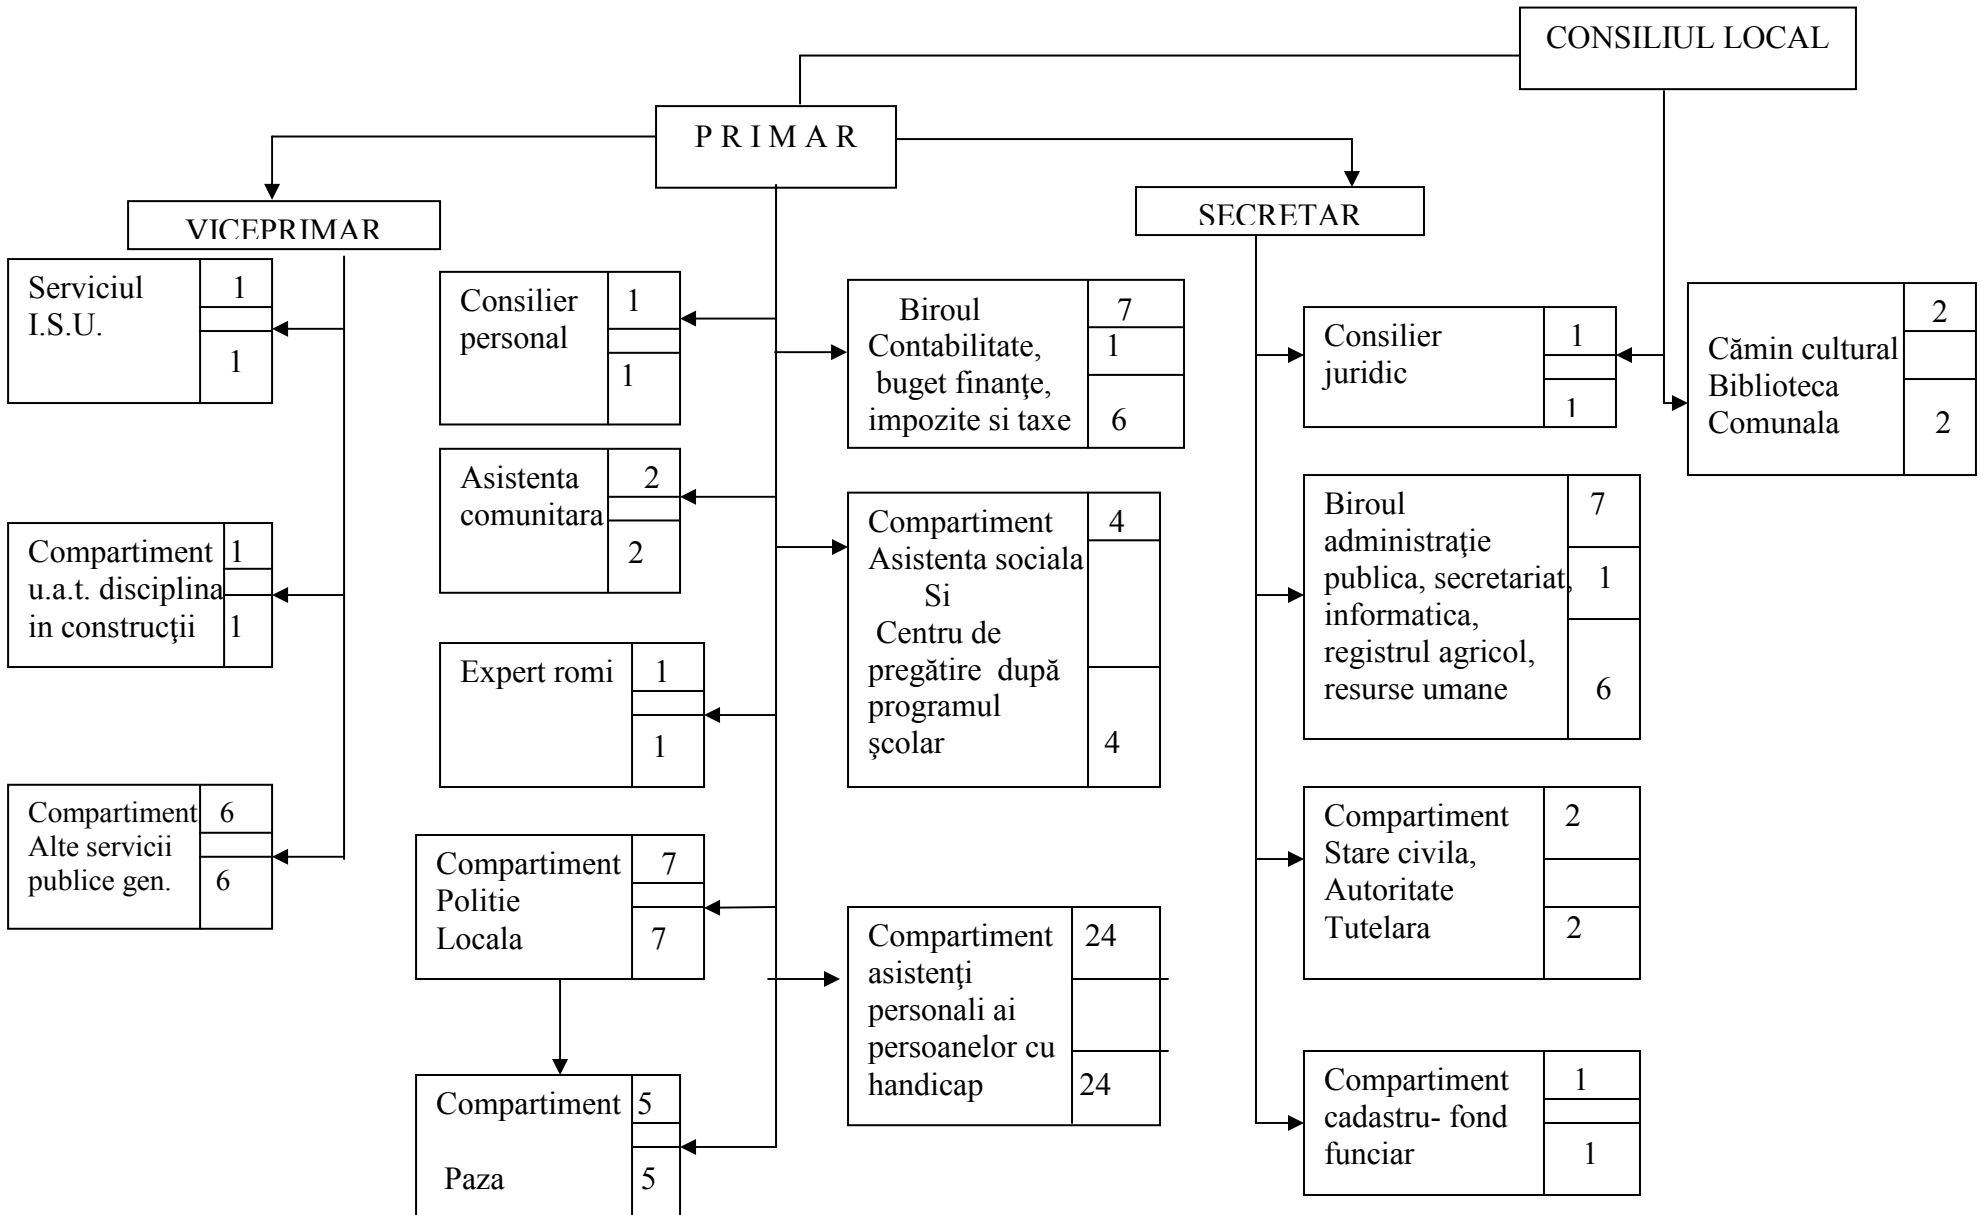 CONSILIUL LOCAL
P R I M A R
VICEPRIMAR
SECRETAR
Serviciul
I.S.U.
1
1
Compartiment
u.a.t. disciplina
in construcţii
1
1
Compartiment
Alte servicii
publice gen.
6
6
Consilier
personal
1
1
Asistenta
comunitara
2
2
Expert romi
1
1
Compartiment
Politie
Locala
7
7
Compartiment
Paza
5
5
Biroul
Contabilitate,
buget finanţe,
impozite si taxe
7
1
6
Compartiment
Asistenta sociala
Si
Centru de
pregătire după
programul
şcolar
4
4
Compartiment
asistenţi
personali ai
persoanelor cu
handicap
24
24
Consilier
juridic
1
1
Biroul
administraţie
publica, secretariat,
informatica,
registrul agricol,
resurse umane
7
1
6
Compartiment
Stare civila,
Autoritate
Tutelara
2
2
Compartiment
cadastru- fond
funciar
1
1
Cămin cultural
Biblioteca
Comunala
2
2